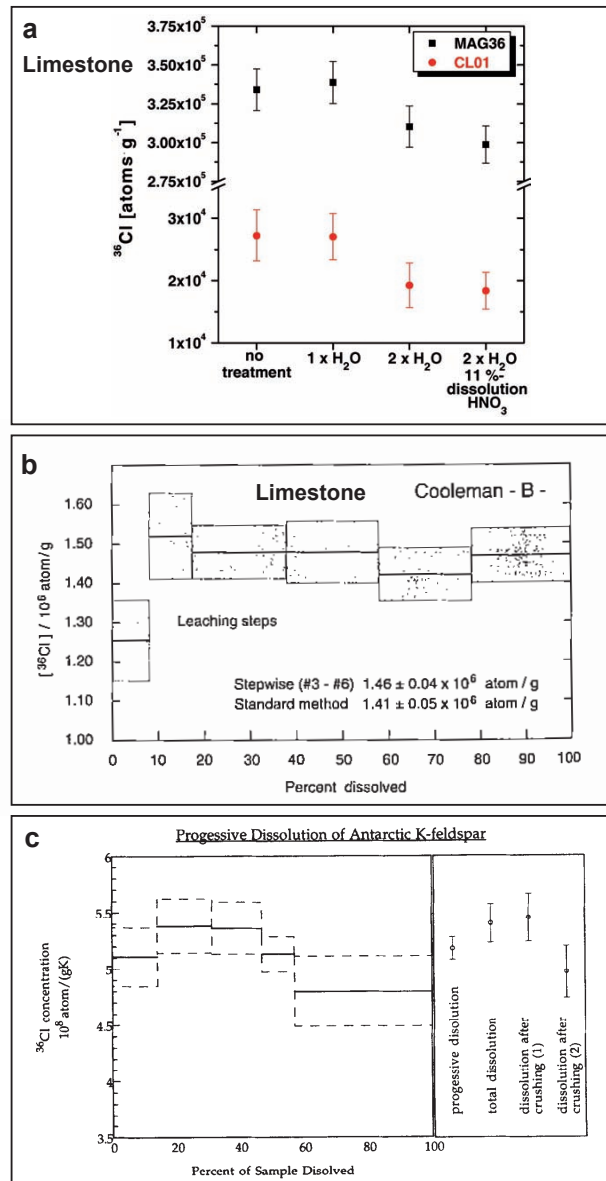 a
Limestone
MAG36
CL01
³⁶Cl [atoms g⁻¹]
3.50x10⁵
3.25x10⁵
3.00x10⁵
2.75x10⁵
3x10⁴
2x10⁴
1x10⁴
no
treatment
1 x H₂O
2 x H₂O
2 x H₂O
11 %-
dissolution
HNO₃
b
Limestone
Cooleman - B -
[³⁶Cl] / 10⁶ atom/g
1.60
1.50
1.40
1.30
1.20
1.10
1.00
Leaching steps
Stepwise (#3 - #6) 1.46 ± 0.04 x 10⁶ atom / g
Standard method 1.41 ± 0.05 x 10⁶ atom / g
0 10 20 30 40 50 60 70 80 90 100
Percent dissolved
c
Progessive Dissolution of Antarctic K-feldspar
³⁶Cl concentration
10⁸ atom/(gK)
6
5.5
5
4.5
4
3.5
0 20 40 60 80 100
Percent of Sample Disolved
progessive disolution
total dissolution
dissolution after
crushing (1)
dissolution after
crushing (2)